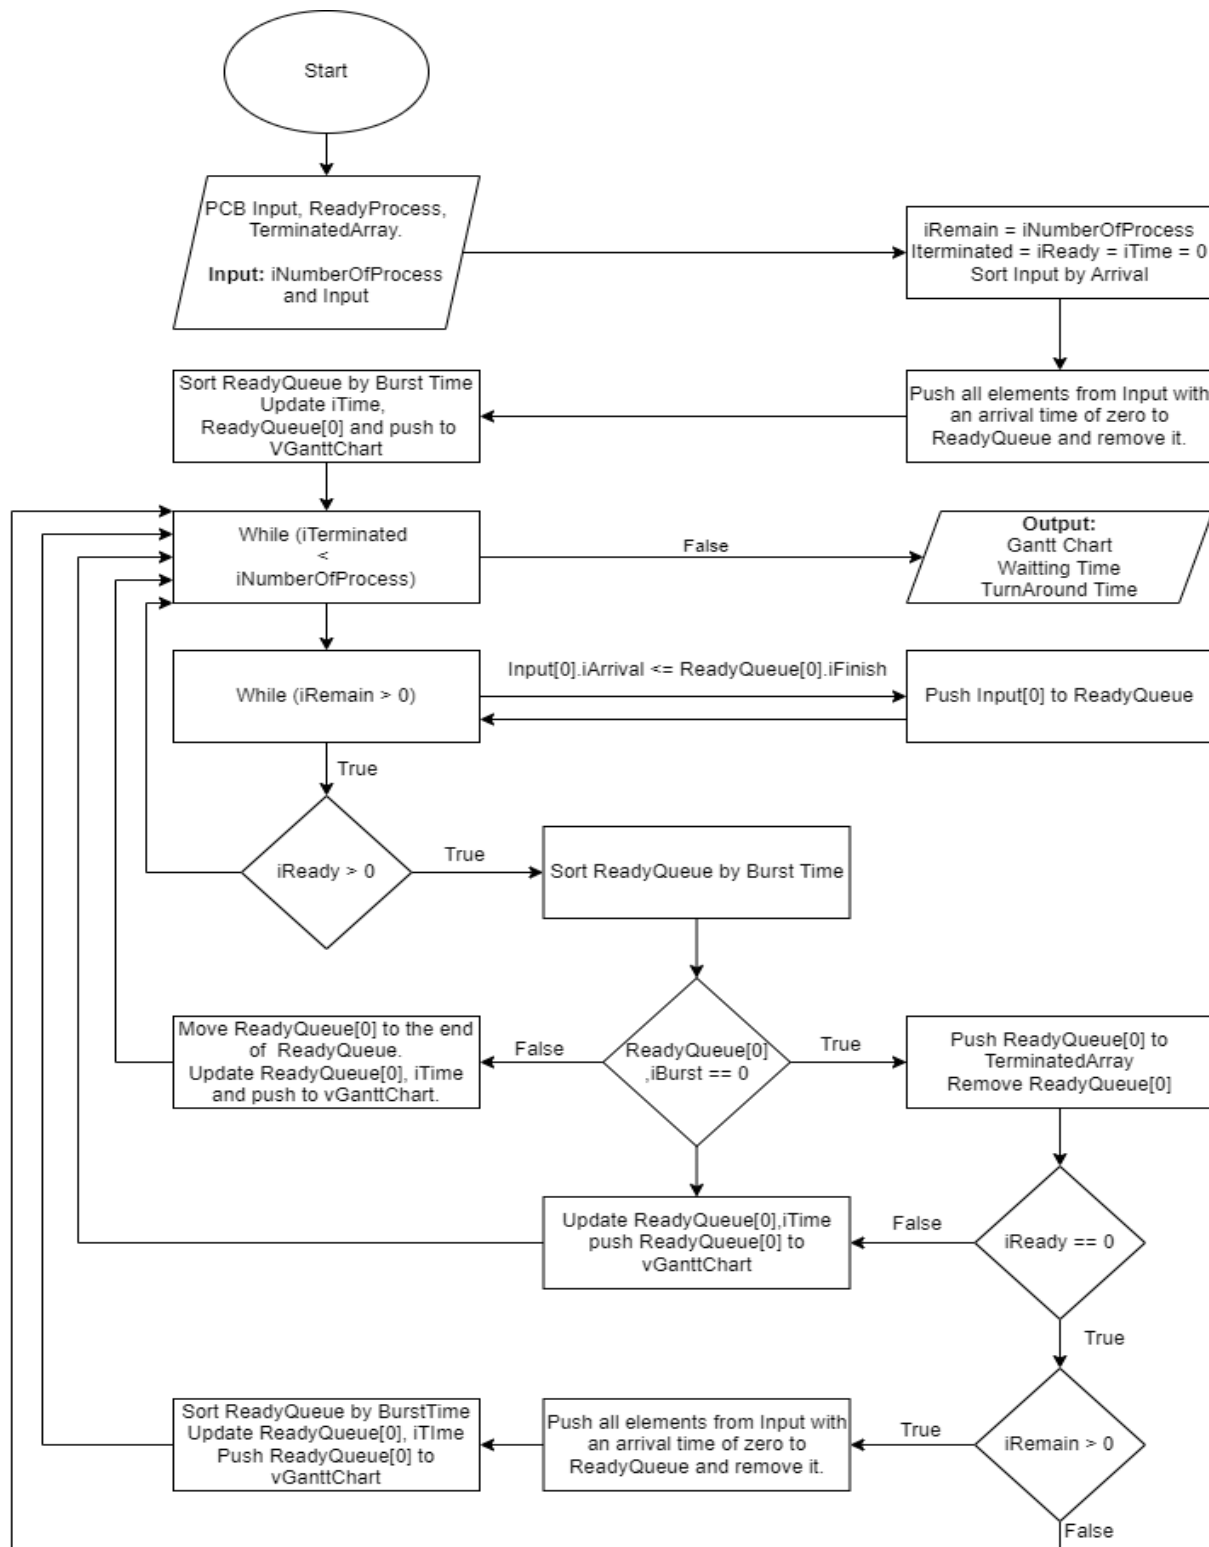 Start
PCB Input, ReadyProcess,
TerminatedArray.
Input: iNumberOfProcess
and Input
iRemain = iNumberOfProcess
Iterminated = iReady = iTime = 0
Sort Input by Arrival
Sort ReadyQueue by Burst Time
Update iTime,
ReadyQueue[0] and push to
VGanttChart
Push all elements from Input with
an arrival time of zero to
ReadyQueue and remove it.
While (iTerminated
<
iNumberOfProcess)
False
Output:
Gantt Chart
Waitting Time
TurnAround Time
While (iRemain > 0)
Input[0].iArrival <= ReadyQueue[0].iFinish
Push Input[0] to ReadyQueue
True
iReady > 0
True
Sort ReadyQueue by Burst Time
Move ReadyQueue[0] to the end
of ReadyQueue.
Update ReadyQueue[0], iTime
and push to vGanttChart.
False
ReadyQueue[0]
,iBurst == 0
True
Push ReadyQueue[0] to
TerminatedArray
Remove ReadyQueue[0]
Update ReadyQueue[0],iTime
push ReadyQueue[0] to
vGanttChart
False
iReady == 0
True
Sort ReadyQueue by BurstTime
Update ReadyQueue[0], iTIme
Push ReadyQueue[0] to
vGanttChart
Push all elements from Input with
an arrival time of zero to
ReadyQueue and remove it.
True
iRemain > 0
False